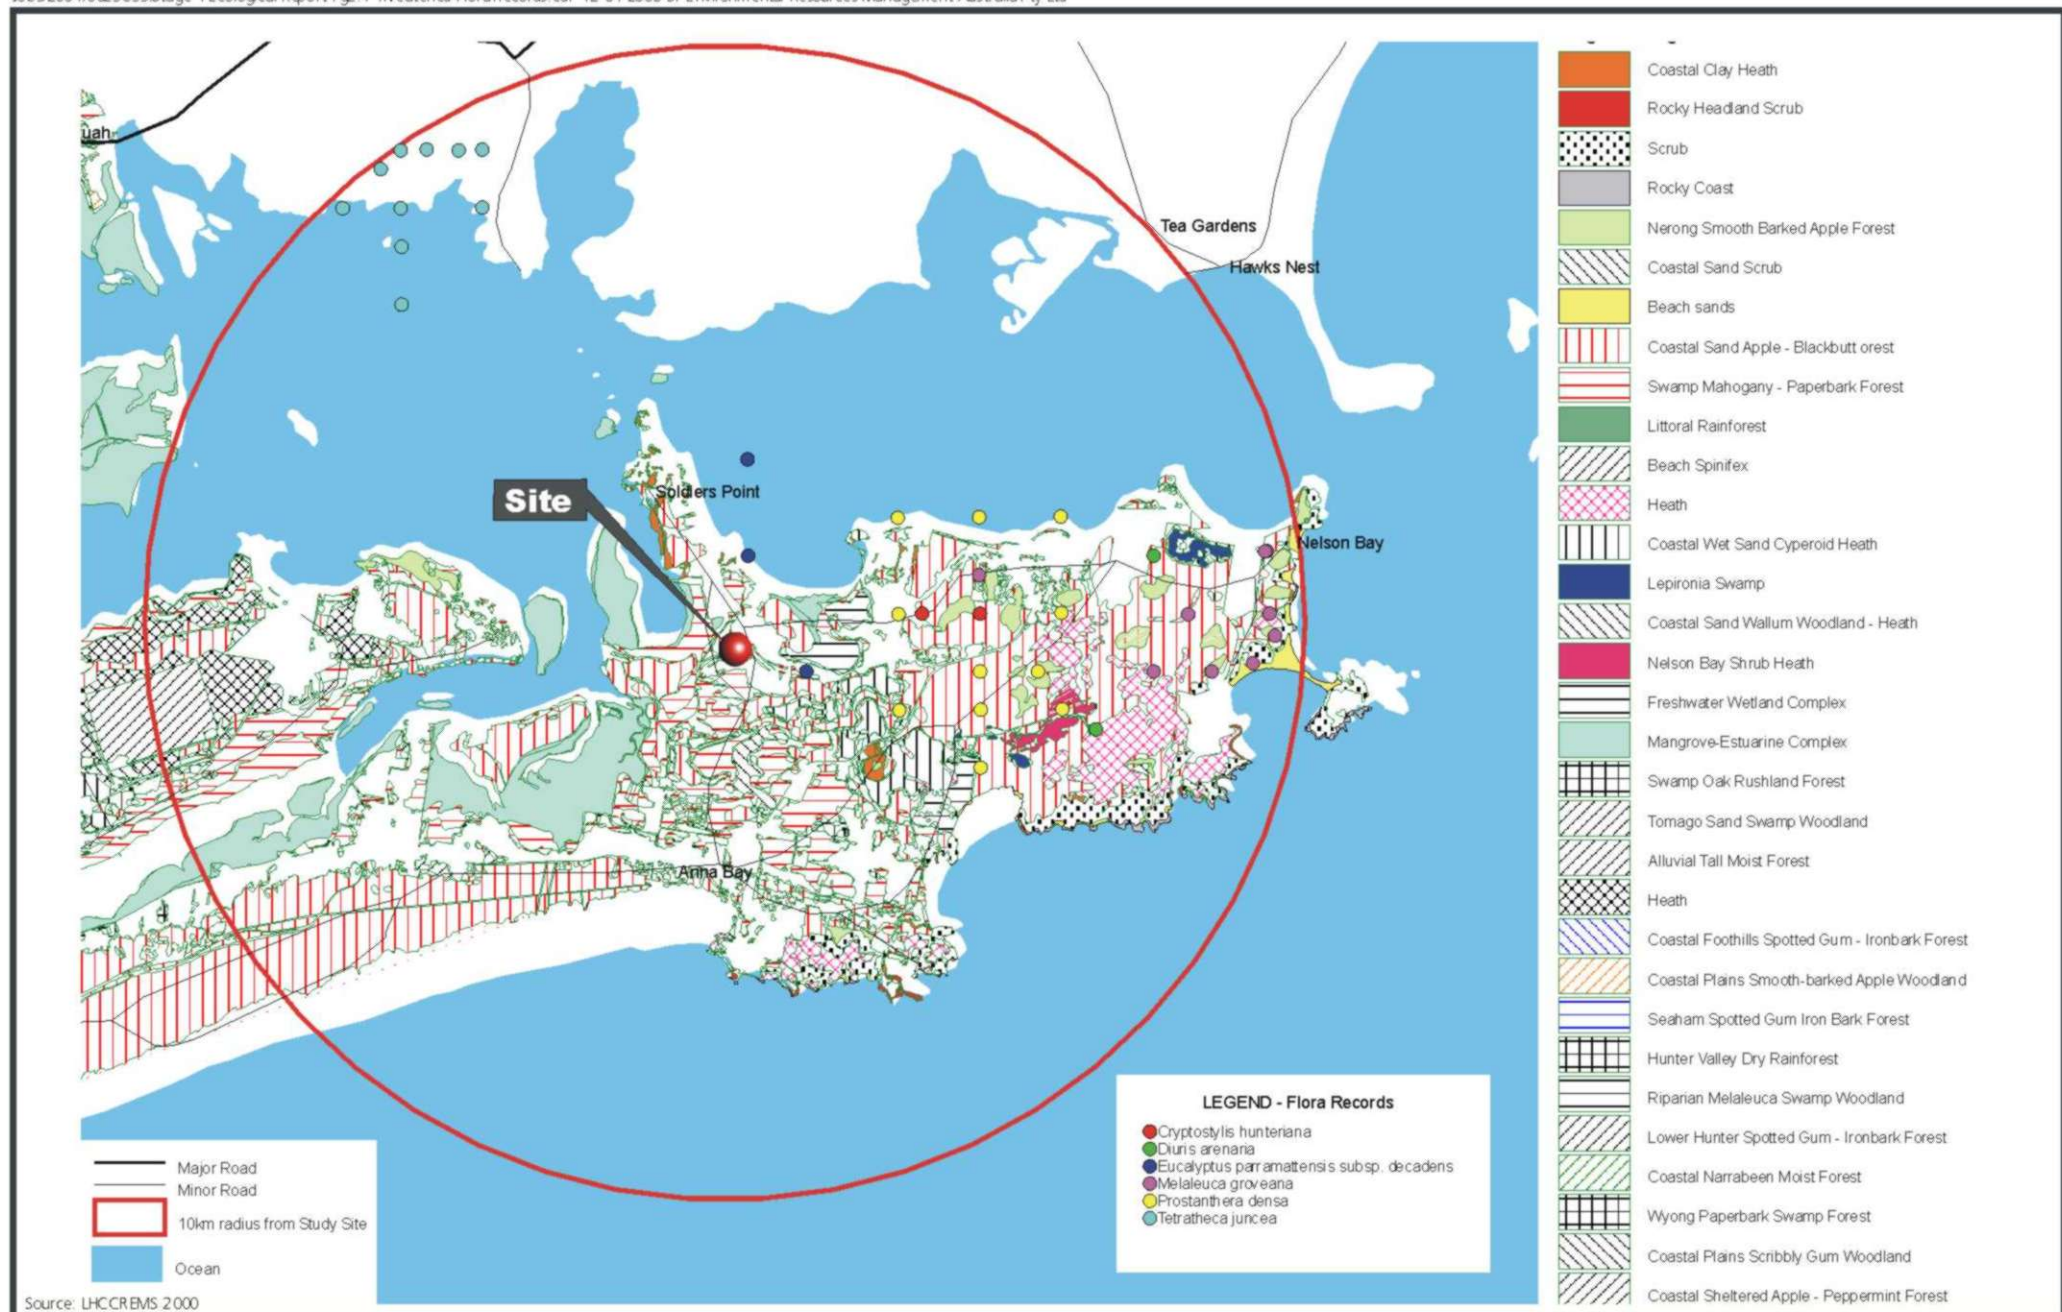 uah
Tea Gardens
Hawks Nest
Site
Soldiers Point
Nelson Bay
Anna Bay
Coastal Clay Heath
Rocky Headland Scrub
Scrub
Rocky Coast
Nerong Smooth Barked Apple Forest
Coastal Sand Scrub
Beach sands
Coastal Sand Apple - Blackbutt orest
Swamp Mahogany - Paperbark Forest
Littoral Rainforest
Beach Spinifex
Heath
Coastal Wet Sand Cyperoid Heath
Lepironia Swamp
Coastal Sand Wallum Woodland - Heath
Nelson Bay Shrub Heath
Freshwater Wetland Complex
Mangrove-Estuarine Complex
Swamp Oak Rushland Forest
Tomago Sand Swamp Woodland
Alluvial Tall Moist Forest
Heath
Coastal Foothills Spotted Gum - Ironbark Forest
Coastal Plains Smooth-barked Apple Woodland
Seaham Spotted Gum Iron Bark Forest
Hunter Valley Dry Rainforest
Riparian Melaleuca Swamp Woodland
Lower Hunter Spotted Gum - Ironbark Forest
Coastal Narrabeen Moist Forest
Wyong Paperbark Swamp Forest
Coastal Plains Scribbly Gum Woodland
Coastal Sheltered Apple - Peppermint Forest
LEGEND - Flora Records
Cryptostylis hunteriana
Diuris arenaria
Eucalyptus parramattensis subsp. decadens
Melaleuca groveana
Prostanthera densa
Tetratheca juncea
Major Road
Minor Road
10km radius from Study Site
Ocean
Source: LHCCREMS 2000